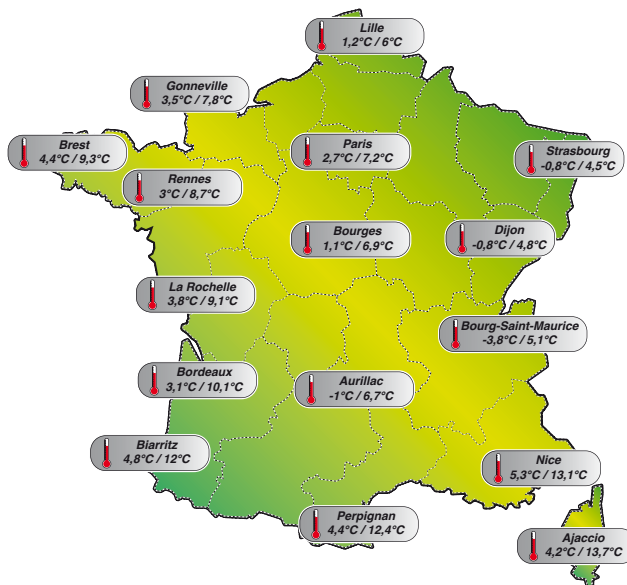 Lille
1,2°C / 6°C
Gonneville
3,5°C / 7,8°C
Brest
4,4°C / 9,3°C
Paris
2,7°C / 7,2°C
Strasbourg
-0,8°C / 4,5°C
Rennes
3°C / 8,7°C
Bourges
1,1°C / 6,9°C
Dijon
-0,8°C / 4,8°C
La Rochelle
3,8°C / 9,1°C
Bourg-Saint-Maurice
-3,8°C / 5,1°C
Bordeaux
3,1°C / 10,1°C
Aurillac
-1°C / 6,7°C
Biarritz
4,8°C / 12°C
Nice
5,3°C / 13,1°C
Perpignan
4,4°C / 12,4°C
Ajaccio
4,2°C / 13,7°C